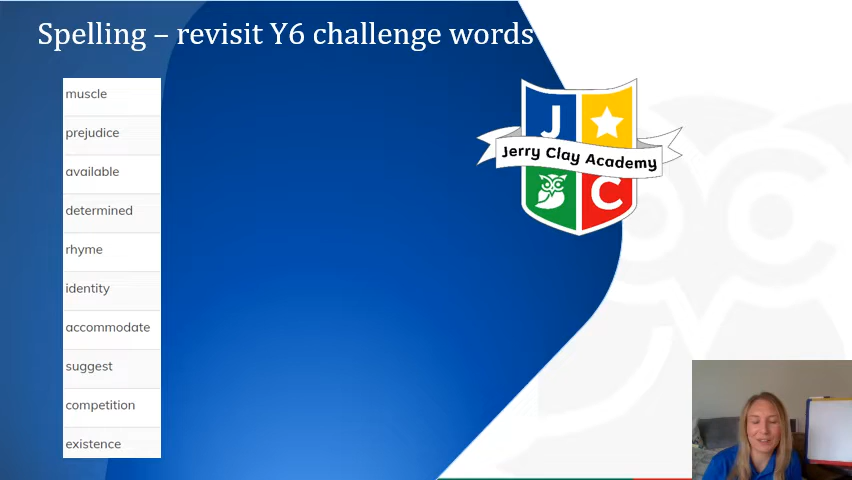 Spelling – revisit Y6 challenge words
muscle
prejudice
available
determined
rhyme
identity
accommodate
suggest
competition
existence
J
Jerry Clay Academy
C